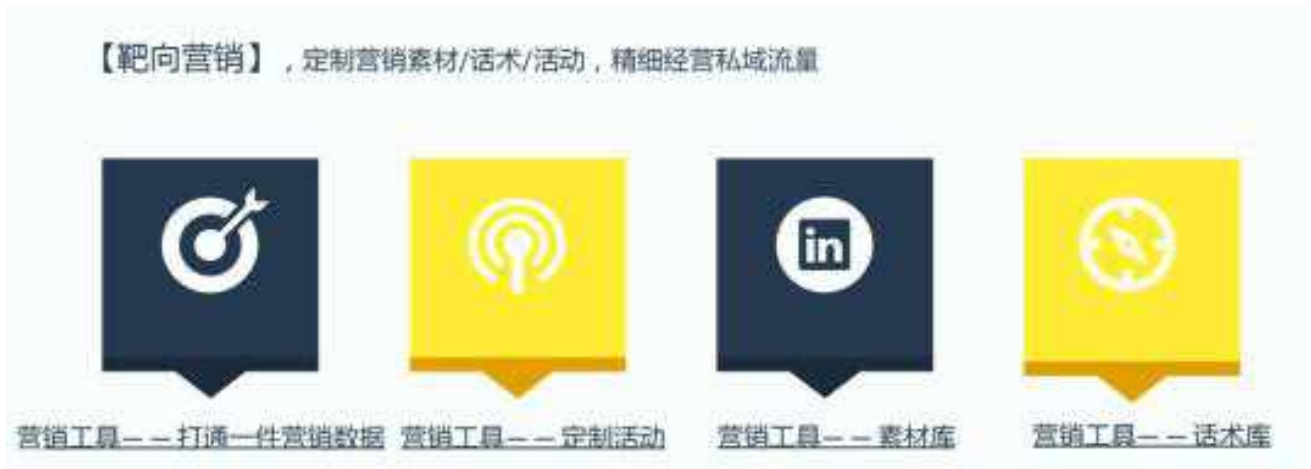 【靶向营销】，定制营销素材/话术/活动，精细经营私域流量
in
营销工具——打通一件营销数据
营销工具——定制活动
营销工具——素材库
营销工具——话术库